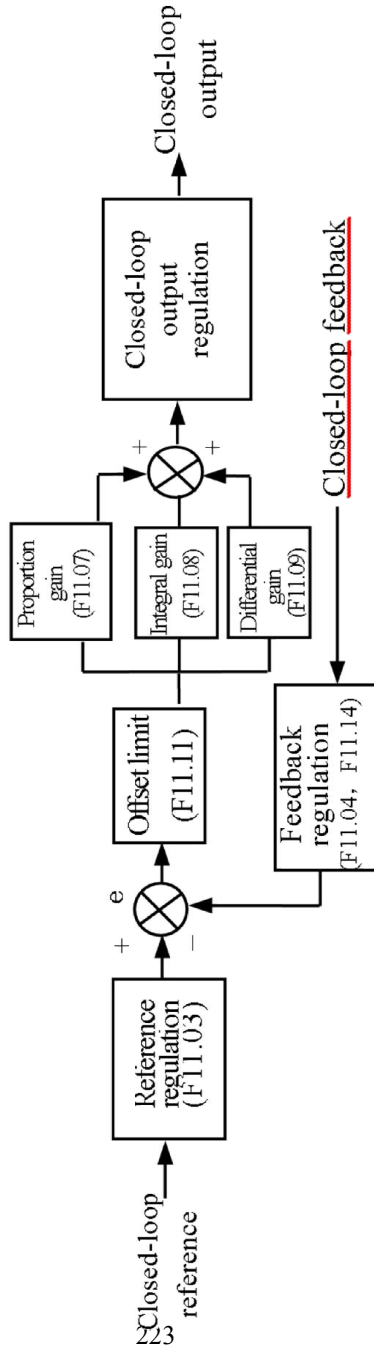 Closed-loop
reference
Reference
regulation
(F11.03)
+
−
e
Offset limit
(F11.11)
Proportion
gain
(F11.07)
Integral gain
(F11.08)
Differential
gain
(F11.09)
+
+
Closed-loop
output
regulation
Closed-loop
output
Feedback
regulation
(F11.04, F11.14)
Closed-loop feedback
223